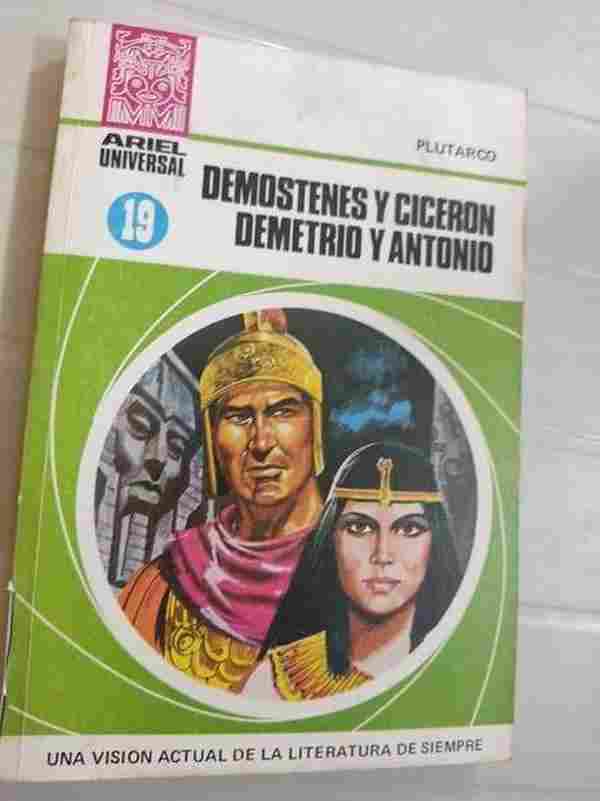 ARIEL
UNIVERSAL
19
PLUTARCO
DEMOSTENES Y CICERON
DEMETRIO Y ANTONIO
UNA VISION ACTUAL DE LA LITERATURA DE SIEMPRE